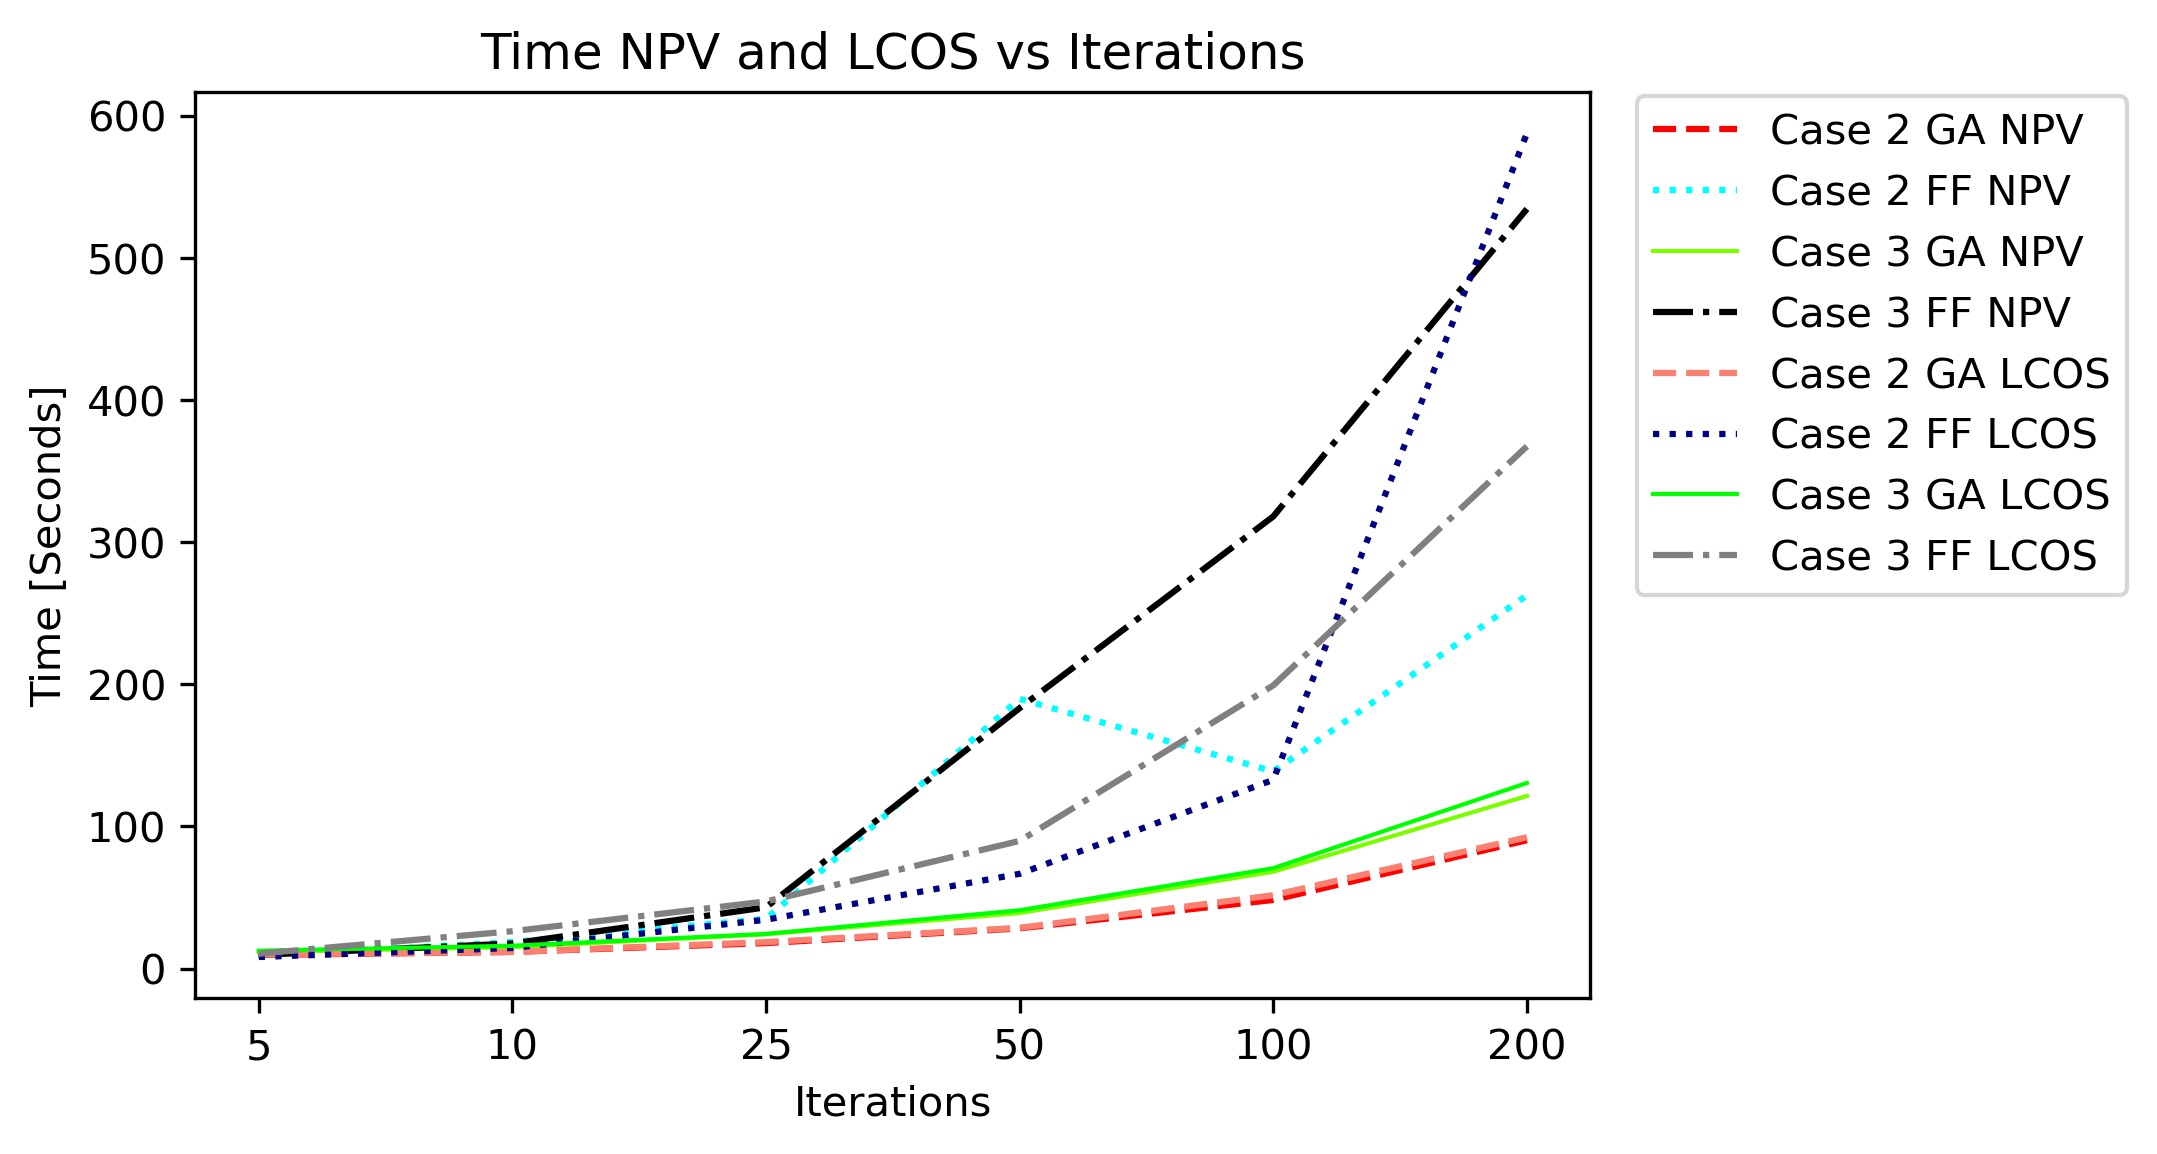 Time NPV and LCOS vs Iterations
600
500
400
300
200
100
0
Time [Seconds]
5 10 25 50 100 200
Iterations
Case 2 GA NPV
Case 2 FF NPV
Case 3 GA NPV
Case 3 FF NPV
Case 2 GA LCOS
Case 2 FF LCOS
Case 3 GA LCOS
Case 3 FF LCOS